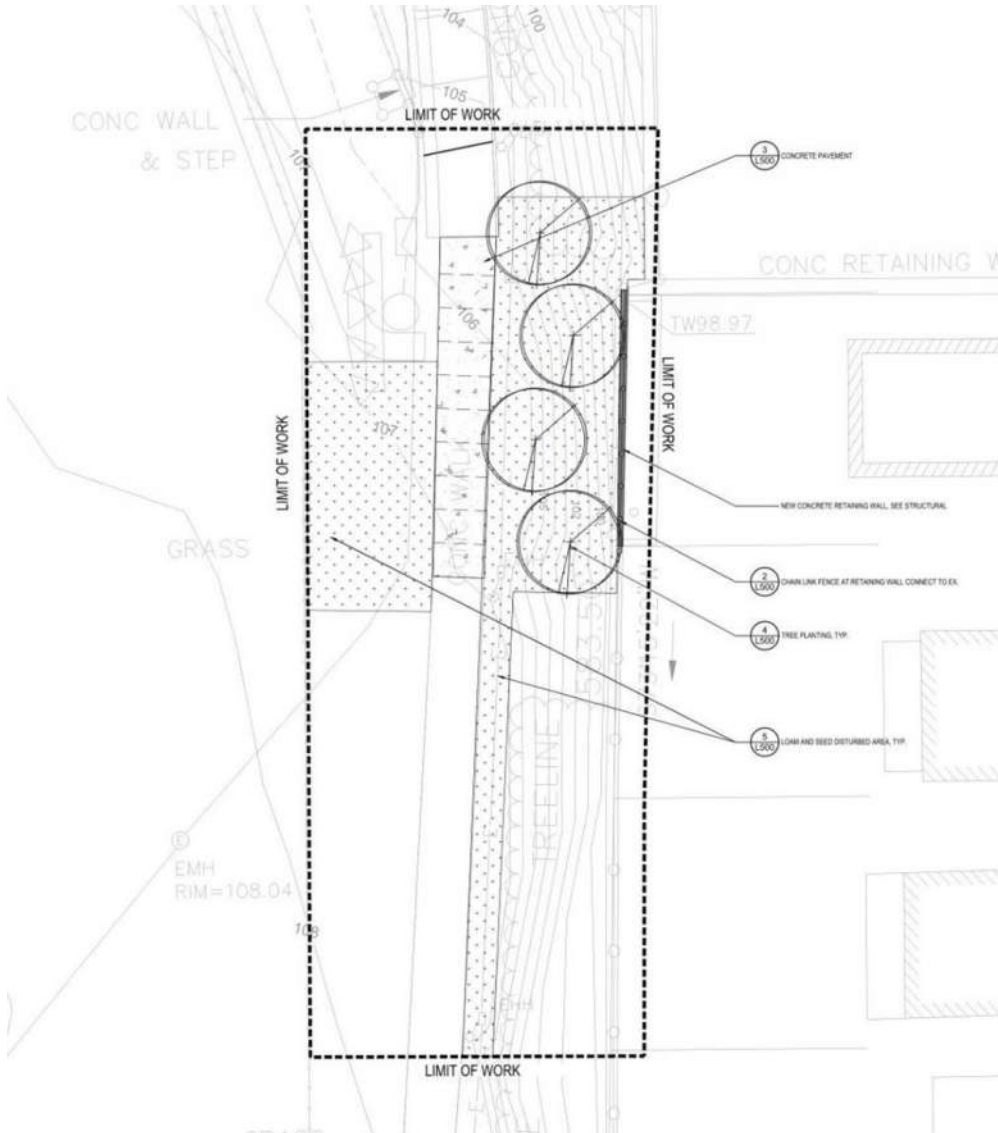 104
100
105
LIMIT OF WORK
CONC WALL
& STEP
3
L500
CONCRETE PAVEMENT
CONC RETAINING W
106
TW98.97
LIMIT OF WORK
LIMIT OF WORK
107
NEW CONCRETE RETAINING WALL, SEE STRUCTURAL
GRASS
102
2
L500
CHAIN LINK FENCE AT RETAINING WALL CONNECT TO EX.
4
L500
TREE PLANTING, TYP.
5
L500
LOAM AND SEED DISTURBED AREA, TYP.
TREELINE
E
EMH
RIM=108.04
108
EHH
LIMIT OF WORK
E